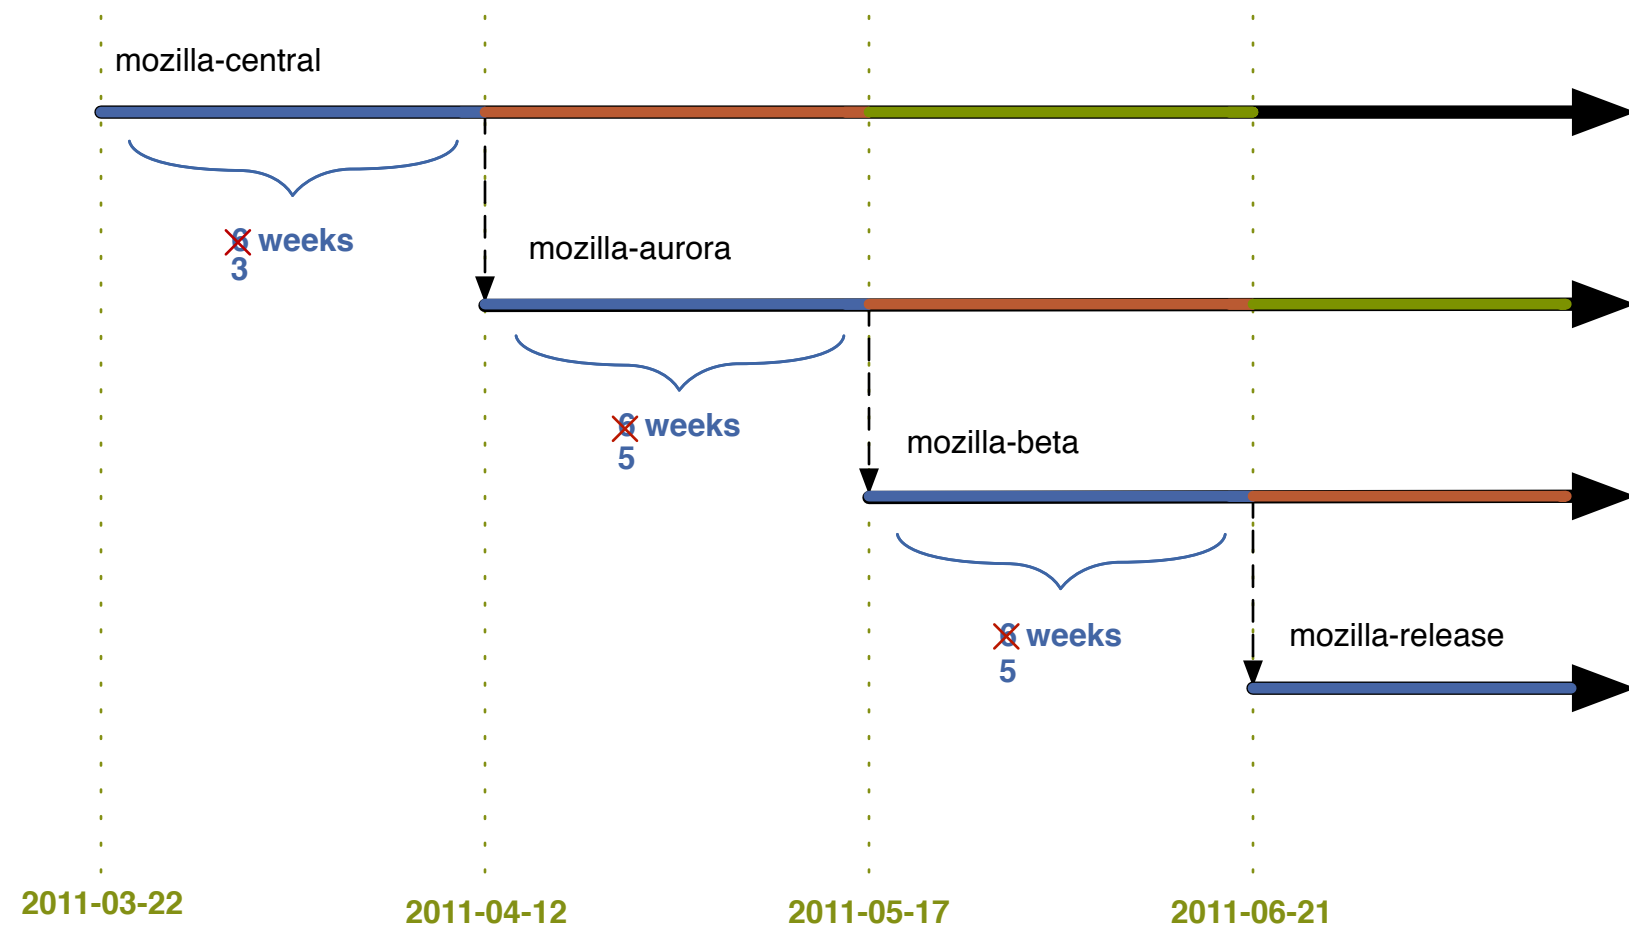 mozilla-central
6 weeks
3
mozilla-aurora
6 weeks
5
mozilla-beta
6 weeks
5
mozilla-release
2011-03-22
2011-04-12
2011-05-17
2011-06-21